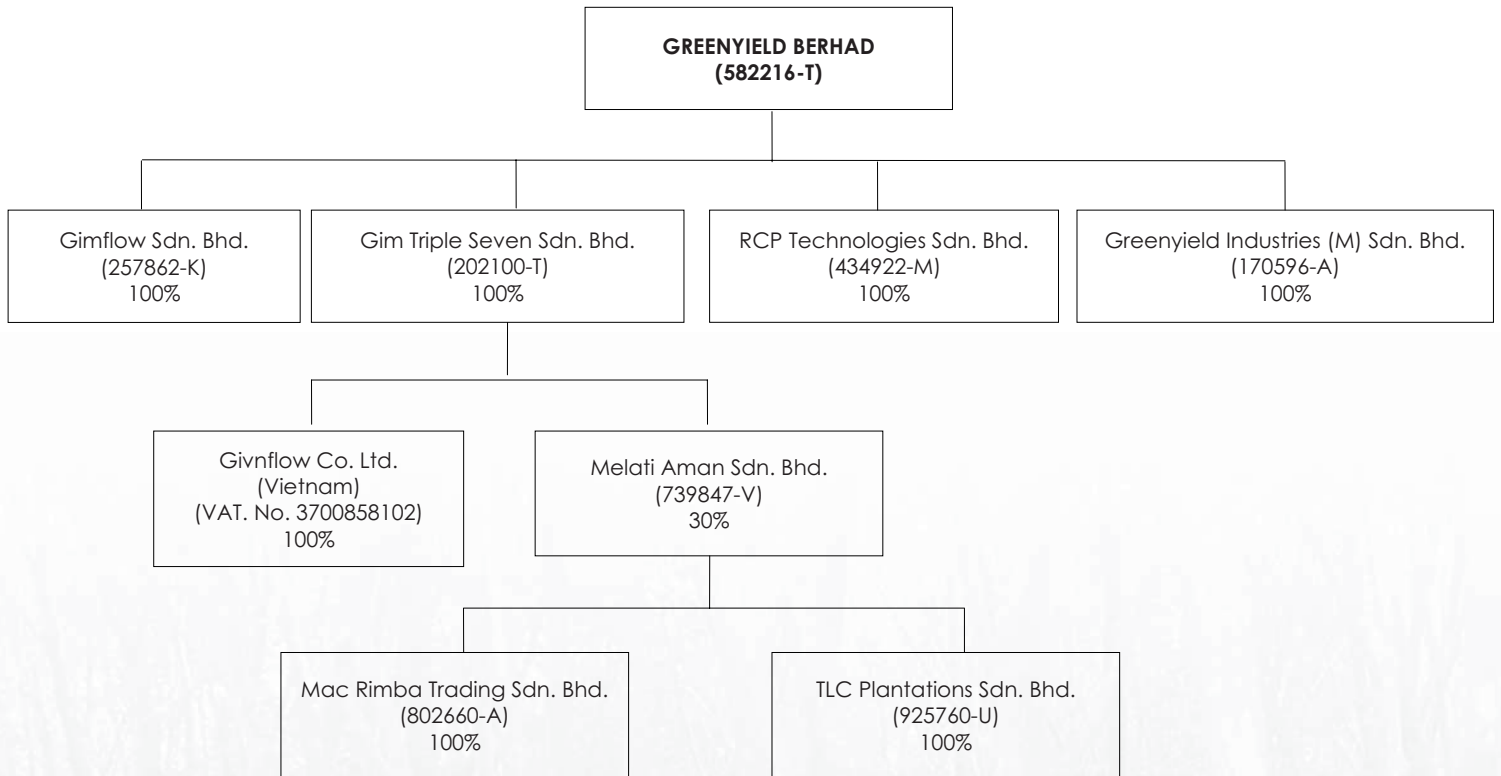 GREENYIELD BERHAD
(582216-T)
Gimflow Sdn. Bhd.
(257862-K)
100%
Gim Triple Seven Sdn. Bhd.
(202100-T)
100%
RCP Technologies Sdn. Bhd.
(434922-M)
100%
Greenyield Industries (M) Sdn. Bhd.
(170596-A)
100%
Givnflow Co. Ltd.
(Vietnam)
(VAT. No. 3700858102)
100%
Melati Aman Sdn. Bhd.
(739847-V)
30%
Mac Rimba Trading Sdn. Bhd.
(802660-A)
100%
TLC Plantations Sdn. Bhd.
(925760-U)
100%